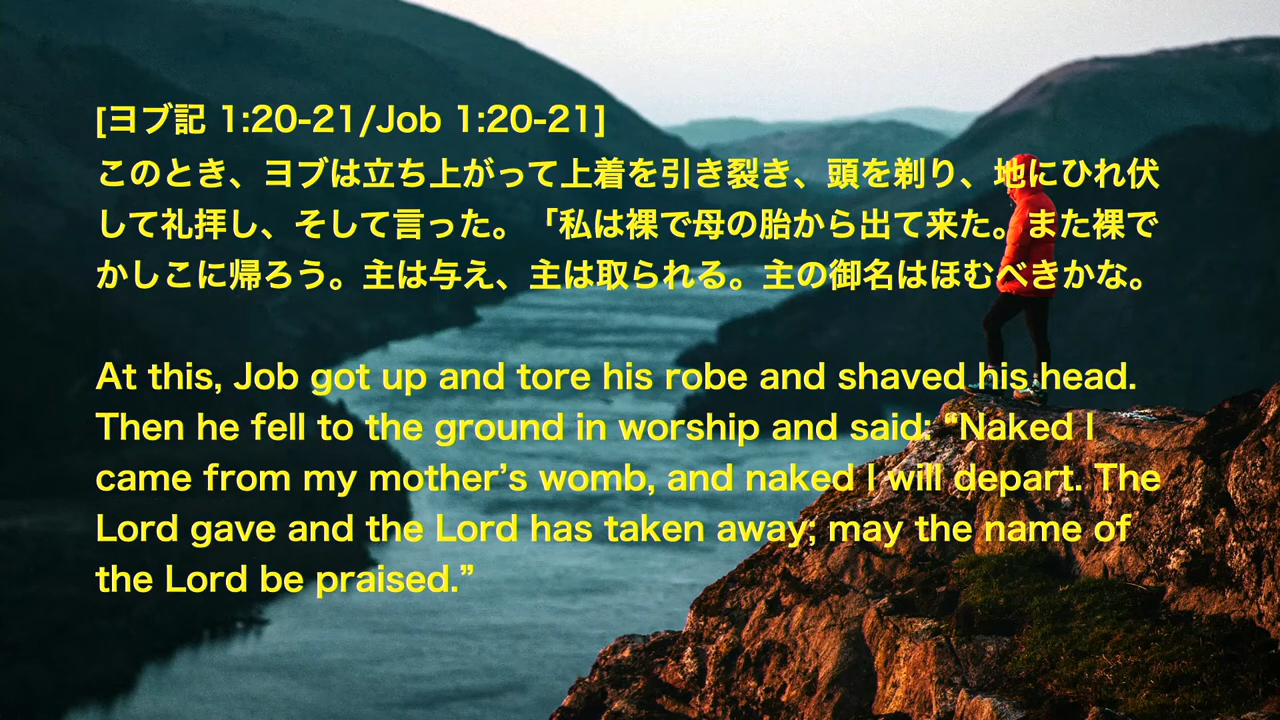 [ヨブ記 1:20-21/Job 1:20-21]
このとき、ヨブは立ち上がって上着を引き裂き、頭を剃り、地にひれ伏
して礼拝し、そして言った。「私は裸で母の胎から出て来た。また裸で
かしこに帰ろう。主は与え、主は取られる。主の御名はほむべきかな。
At this, Job got up and tore his robe and shaved his head.
Then he fell to the ground in worship and said: “Naked I
came from my mother’s womb, and naked I will depart. The
Lord gave and the Lord has taken away; may the name of
the Lord be praised.”